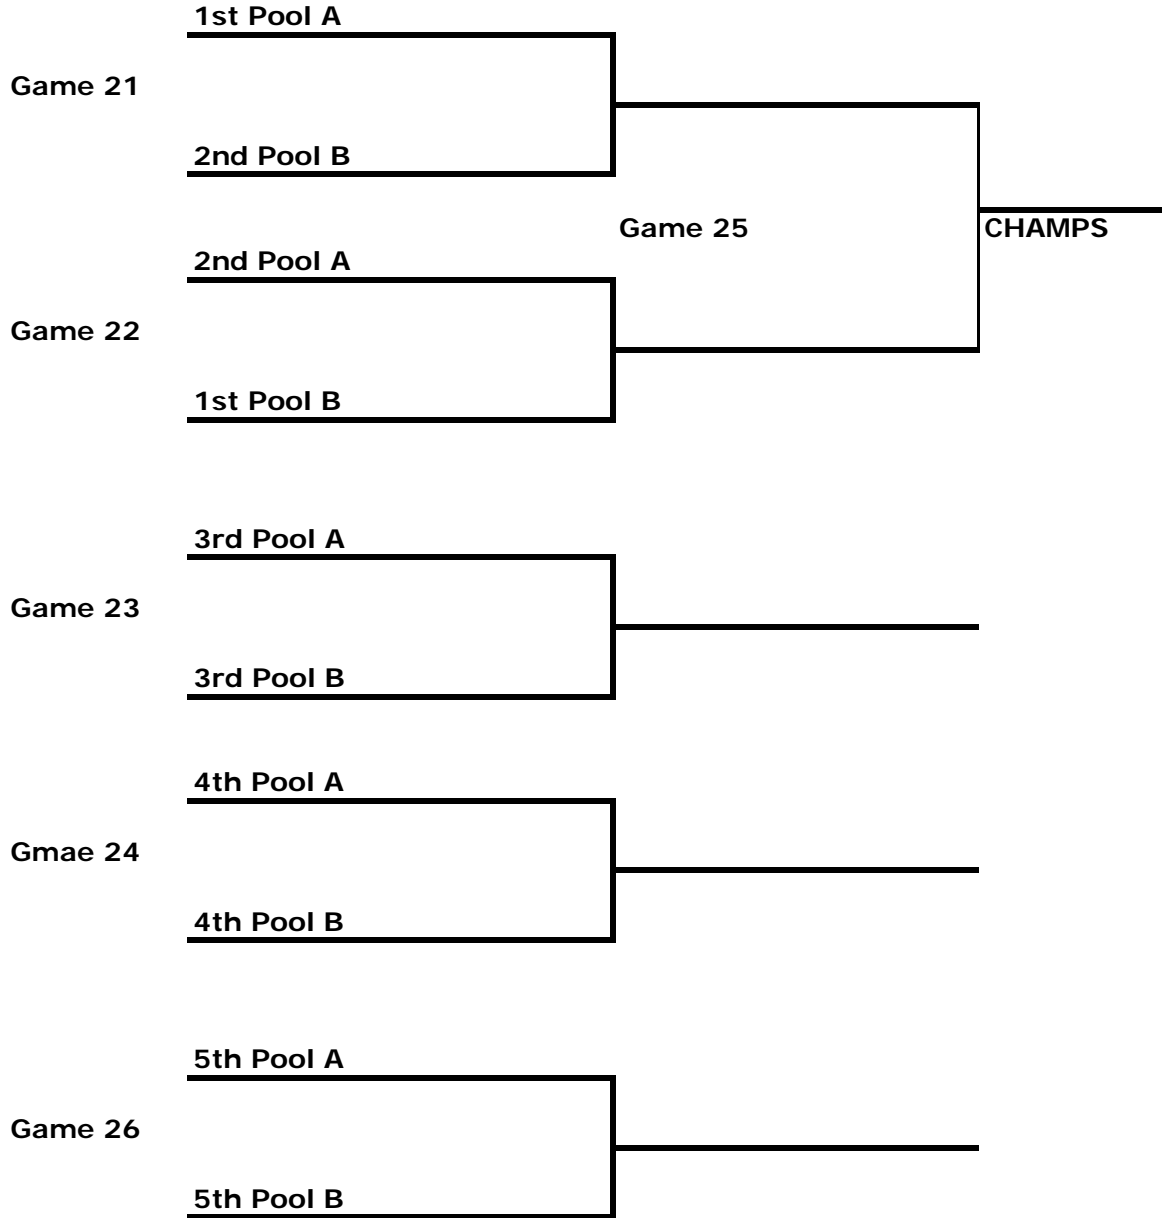 1st Pool A
Game 21
2nd Pool B
Game 25
CHAMPS
2nd Pool A
Game 22
1st Pool B
3rd Pool A
Game 23
3rd Pool B
4th Pool A
Gmae 24
4th Pool B
5th Pool A
Game 26
5th Pool B